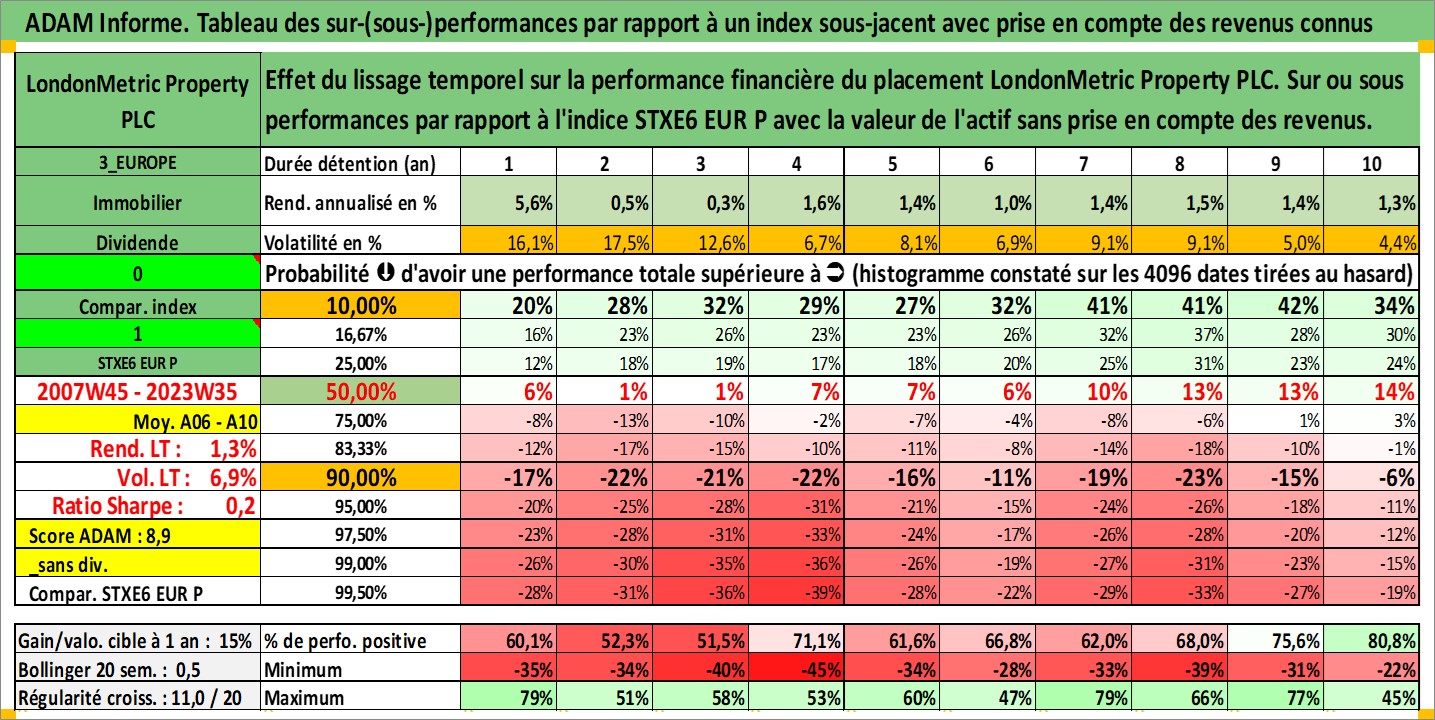 ADAM Informe. Tableau des sur-(sous-)performances par rapport à un index sous-jacent avec prise en compte des revenus connus
LondonMetric Property PLC
Effet du lissage temporel sur la performance financière du placement LondonMetric Property PLC. Sur ou sous
performances par rapport à l'indice STXE6 EUR P avec la valeur de l'actif sans prise en compte des revenus.
3_EUROPE Durée détention (an) 1 2 3 4 5 6 7 8 9 10
Immobilier Rend. annualisé en % 5,6% 0,5% 0,3% 1,6% 1,4% 1,0% 1,4% 1,5% 1,4% 1,3%
Dividende Volatilité en % 16,1% 17,5% 12,6% 6,7% 8,1% 6,9% 9,1% 9,1% 5,0% 4,4%
0 Probabilité d'avoir une performance totale supérieure à (histogramme constaté sur les 4096 dates tirées au hasard)
Compar. index 10,00% 20% 28% 32% 29% 27% 32% 41% 41% 42% 34%
1 16,67% 16% 23% 26% 23% 23% 26% 32% 37% 28% 30%
STXE6 EUR P 25,00% 12% 18% 19% 17% 18% 20% 25% 31% 23% 24%
2007W45 - 2023W35 50,00% 6% 1% 1% 7% 7% 6% 10% 13% 13% 14%
Moy. A06 - A10 75,00% -8% -13% -10% -2% -7% -4% -8% -6% 1% 3%
Rend. LT : 1,3% 83,33% -12% -17% -15% -10% -11% -8% -14% -18% -10% -1%
Vol. LT : 6,9% 90,00% -17% -22% -21% -22% -16% -11% -19% -23% -15% -6%
Ratio Sharpe : 0,2 95,00% -20% -25% -28% -31% -21% -15% -24% -26% -18% -11%
Score ADAM : 8,9 97,50% -23% -28% -31% -33% -24% -17% -26% -28% -20% -12%
_sans div. 99,00% -26% -30% -35% -36% -26% -19% -27% -31% -23% -15%
Compar. STXE6 EUR P 99,50% -28% -31% -36% -39% -28% -22% -29% -33% -27% -19%
Gain/valo. cible à 1 an : 15% % de perfo. positive 60,1% 52,3% 51,5% 71,1% 61,6% 66,8% 62,0% 68,0% 75,6% 80,8%
Bollinger 20 sem. : 0,5 Minimum -35% -34% -40% -45% -34% -28% -33% -39% -31% -22%
Régularité croiss. : 11,0 / 20 Maximum 79% 51% 58% 53% 60% 47% 79% 66% 77% 45%